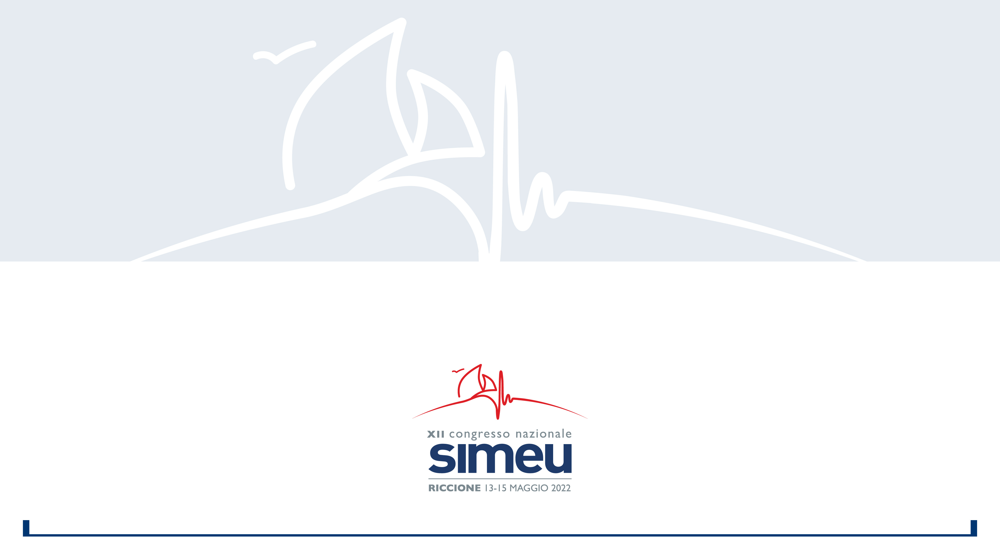 XII congresso nazionale
simeu
RICCIONE 13-15 MAGGIO 2022